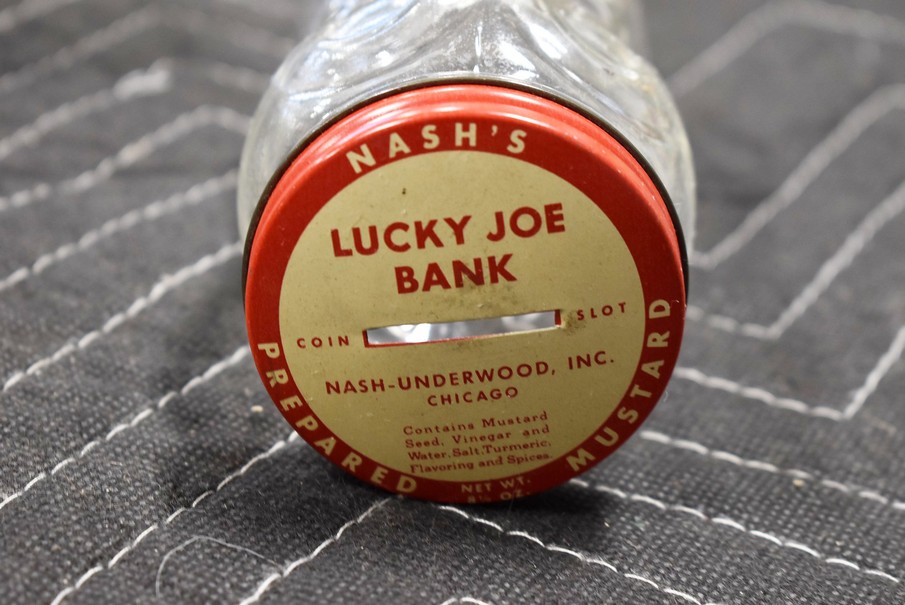 NASH'S
LUCKY JOE
BANK
COIN SLOT
NASH-UNDERWOOD, INC.
CHICAGO
Contains Mustard
Seed, Vinegar and
Water, Salt, Turmeric,
Flavoring and Spices.
PREPARED MUSTARD
NET WT.
OZ.